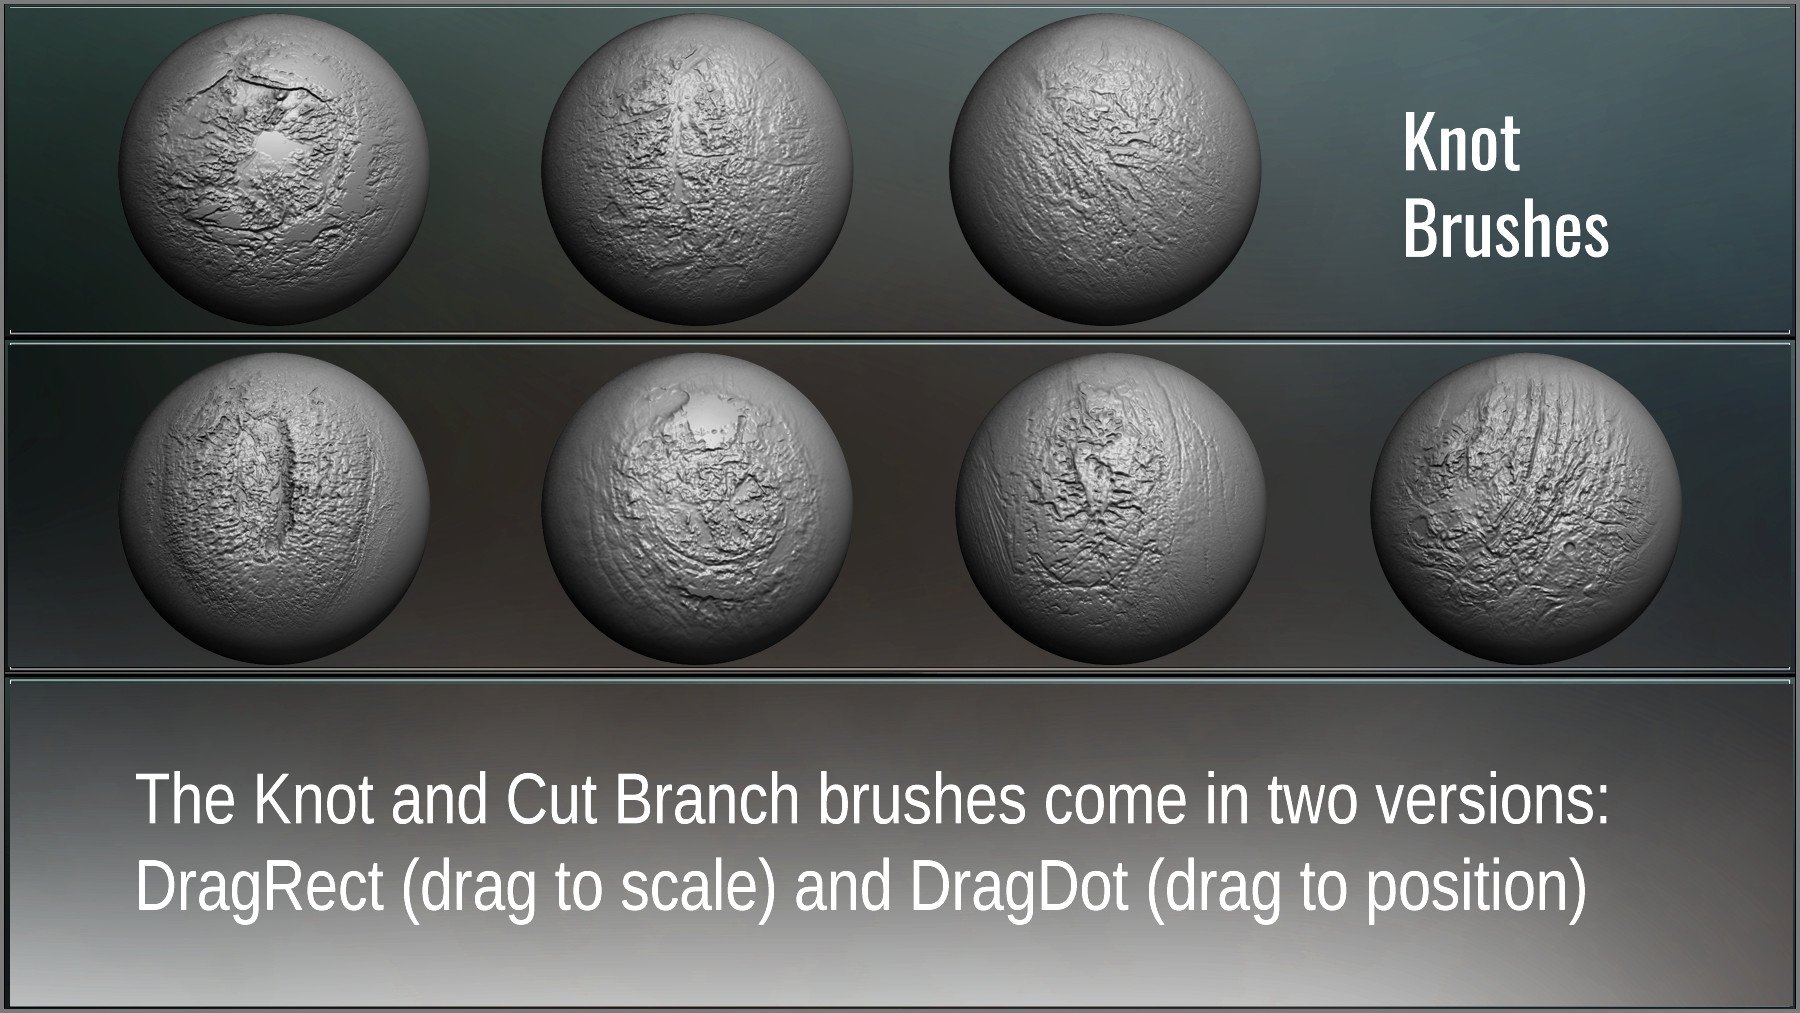 Knot
Brushes
The Knot and Cut Branch brushes come in two versions:
DragRect (drag to scale) and DragDot (drag to position)